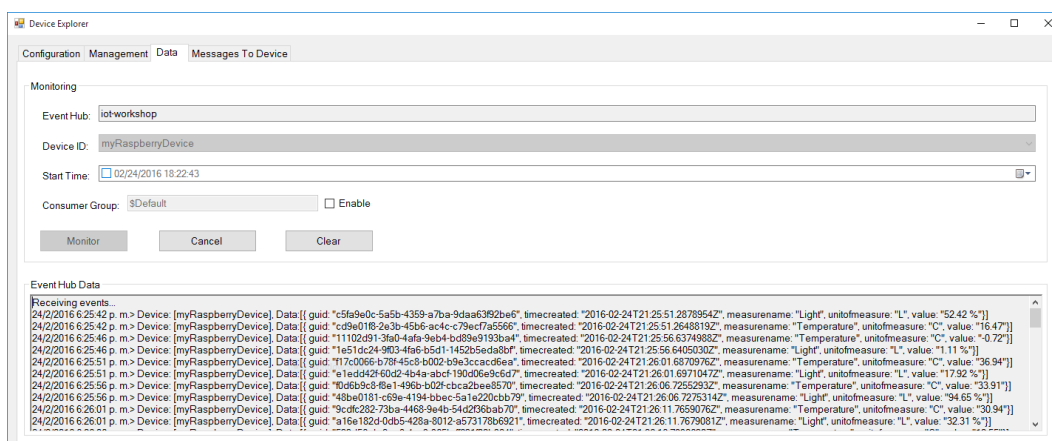 Device Explorer
Configuration Management Data Messages To Device
Monitoring
Event Hub: iot-workshop
Device ID: myRaspberryDevice
Start Time: 02/24/2016 18:22:43
Consumer Group: $Default Enable
Monitor Cancel Clear
Event Hub Data
Receiving events...
24/2/2016 6:25:42 p. m.> Device: [myRaspberryDevice], Data:[{ guid: "c5fa9e0c-5a5b-4359-a7ba-9daa63f92be6", timecreated: "2016-02-24T21:25:51.2878954Z", measurename: "Light", unitofmeasure: "L", value: "52.42 %"}]
24/2/2016 6:25:42 p. m.> Device: [myRaspberryDevice], Data:[{ guid: "cd9e01f8-2e3b-45b6-ac4c-c79ecf7a5566", timecreated: "2016-02-24T21:25:51.2648819Z", measurename: "Temperature", unitofmeasure: "C", value: "16.47"}]
24/2/2016 6:25:46 p. m.> Device: [myRaspberryDevice], Data:[{ guid: "11102d91-3fa0-4afa-9eb4-bd89e9193ba4", timecreated: "2016-02-24T21:25:56.6374988Z", measurename: "Temperature", unitofmeasure: "C", value: "-0.72"}]
24/2/2016 6:25:46 p. m.> Device: [myRaspberryDevice], Data:[{ guid: "1e51dc24-9f03-4fa6-b5d1-1452b5eda8bf", timecreated: "2016-02-24T21:25:56.6405030Z", measurename: "Light", unitofmeasure: "L", value: "1.11 %"}]
24/2/2016 6:25:51 p. m.> Device: [myRaspberryDevice], Data:[{ guid: "f17c0066-b78f-45c8-b002-b9e3ccacd6ea", timecreated: "2016-02-24T21:26:01.6870976Z", measurename: "Temperature", unitofmeasure: "C", value: "36.94"}]
24/2/2016 6:25:51 p. m.> Device: [myRaspberryDevice], Data:[{ guid: "e1edd42f-60d2-4b4a-abcf-190d06e9c6d7", timecreated: "2016-02-24T21:26:01.6971047Z", measurename: "Light", unitofmeasure: "L", value: "17.92 %"}]
24/2/2016 6:25:56 p. m.> Device: [myRaspberryDevice], Data:[{ guid: "f0d6b9c8-f8e1-496b-b02f-cbca2bee8570", timecreated: "2016-02-24T21:26:06.7255293Z", measurename: "Temperature", unitofmeasure: "C", value: "33.91"}]
24/2/2016 6:25:56 p. m.> Device: [myRaspberryDevice], Data:[{ guid: "48be0181-c69e-4194-bbec-5a1e220cbb79", timecreated: "2016-02-24T21:26:06.7275314Z", measurename: "Light", unitofmeasure: "L", value: "94.65 %"}]
24/2/2016 6:26:01 p. m.> Device: [myRaspberryDevice], Data:[{ guid: "9cdfc282-73ba-4468-9e4b-54d2f36bab70", timecreated: "2016-02-24T21:26:11.7659076Z", measurename: "Temperature", unitofmeasure: "C", value: "30.94"}]
24/2/2016 6:26:01 p. m.> Device: [myRaspberryDevice], Data:[{ guid: "a16e182d-0db5-428a-8012-a573178b6921", timecreated: "2016-02-24T21:26:11.7679081Z", measurename: "Light", unitofmeasure: "L", value: "32.31 %"}]